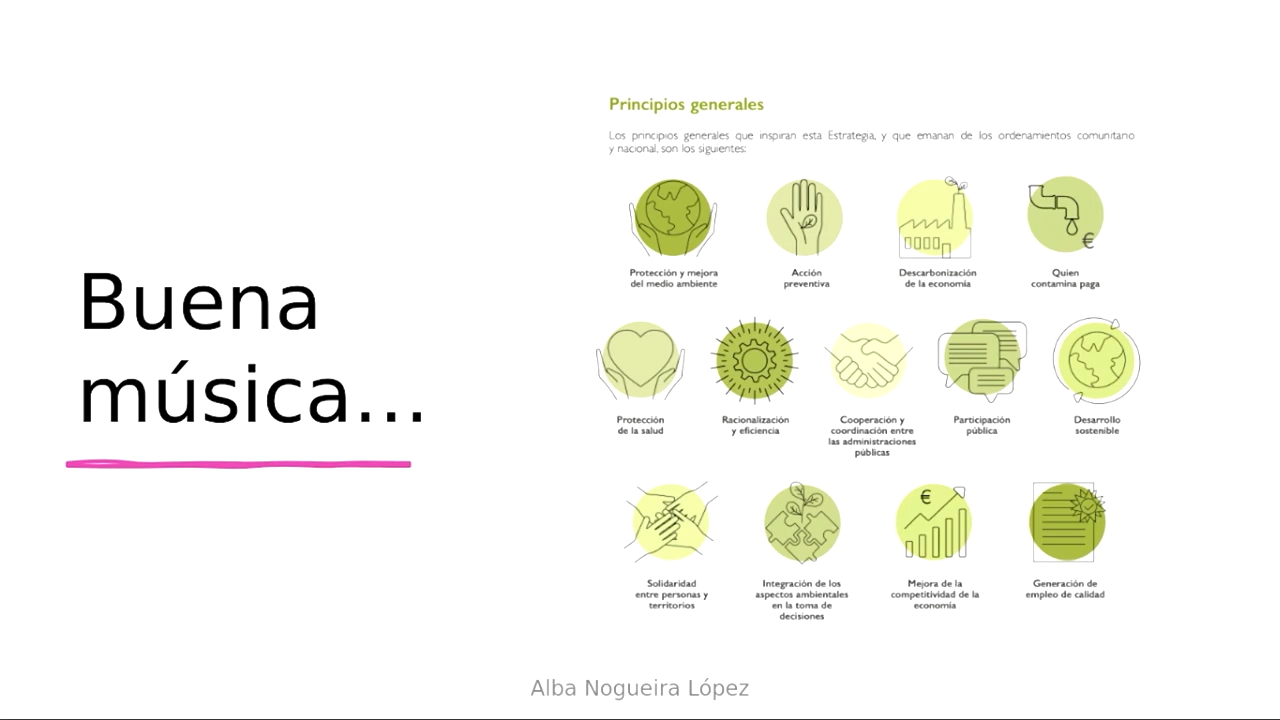 Buena
música...
Principios generales
Los principios generales que inspiran esta Estrategia, y que emanan de los ordenamientos comunitario
y nacional, son los siguientes:
Protección y mejora
del medio ambiente
Acción
preventiva
Descarbonización
de la economía
€
Quien
contamina paga
Protección
de la salud
Racionalización
y eficiencia
Cooperación y
coordinación entre
las administraciones
públicas
Participación
pública
Desarrollo
sostenible
Solidaridad
entre personas y
territorios
Integración de los
aspectos ambientales
en la toma de
decisiones
€
Mejora de la
competitividad de la
economía
Generación de
empleo de calidad
Alba Nogueira López